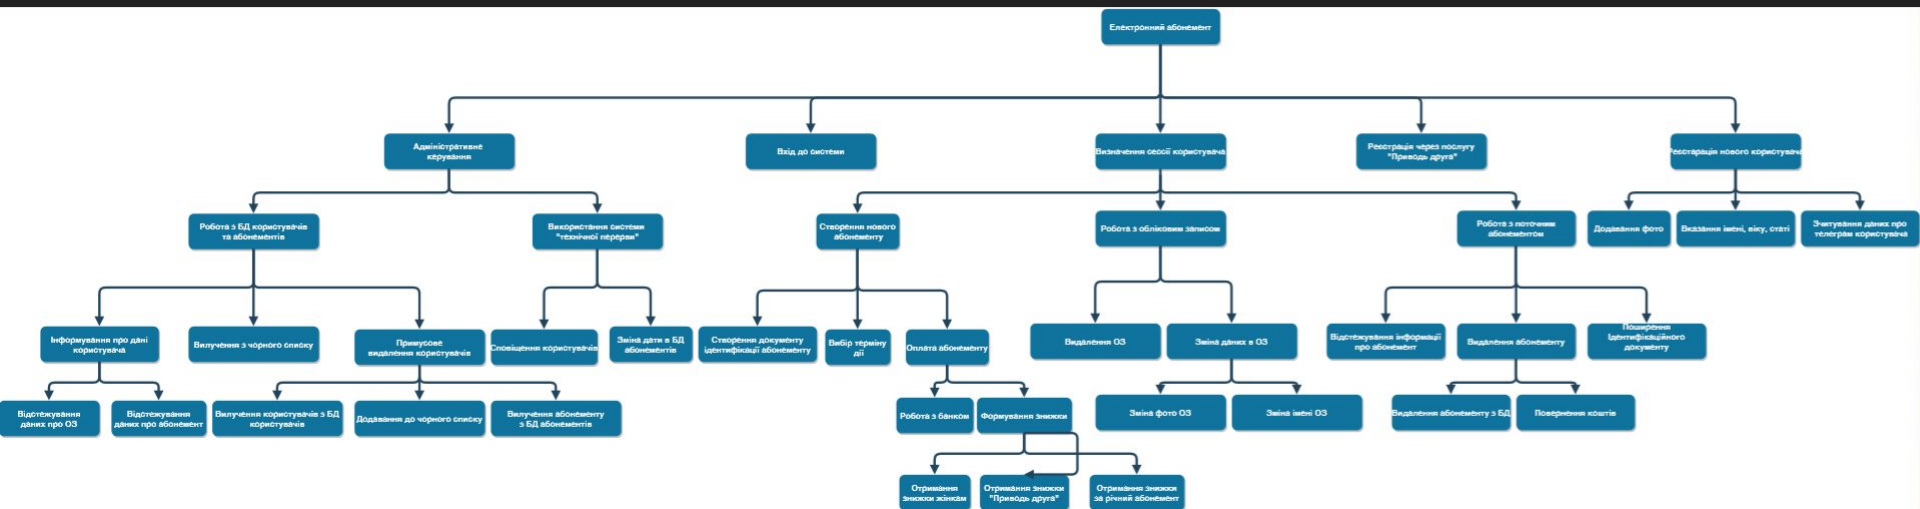 Електронний абонемент
Адміністративне
керування
Вхід до системи
Визначення сессії користувача
Реєстрація через послугу
"Приводь друга"
Реєстарація нового користувача
Робота з БД користувачів
та абонементів
Використання системи
"технічної перерви"
Створення нового
абонементу
Робота з обліковим записом
Робота з поточним
абонементом
Додавання фото
Вказання імені, віку, статі
Зчитування даних про
телеграм користувача
Інформування про дані
користувача
Вилучення з чорного списку
Примусове
видалення користувачів
Сповіщення користувачів
Зміна дати в БД
абонементів
Створення документу
ідентифікації абонементу
Вибір терміну
дії
Оплата абонементу
Видалення ОЗ
Зміна даних в ОЗ
Відстежування інформації
про абонемент
Видалення абонементу
Поширення
ідентифікаційного
документу
Відстежування
даних про ОЗ
Відстежування
даних про абонемент
Вилучення користувачів з БД
користувачів
Додавання до чорного списку
Вилучення абонементу
з БД абонементів
Робота з банком
Формування знижки
Зміна фото ОЗ
Зміна імені ОЗ
Видалення абонементу з БД
Повернення коштів
Отримання
знижки жінкам
Отримання знижки
"Приводь друга"
Отримання знижки
за річний абонемент